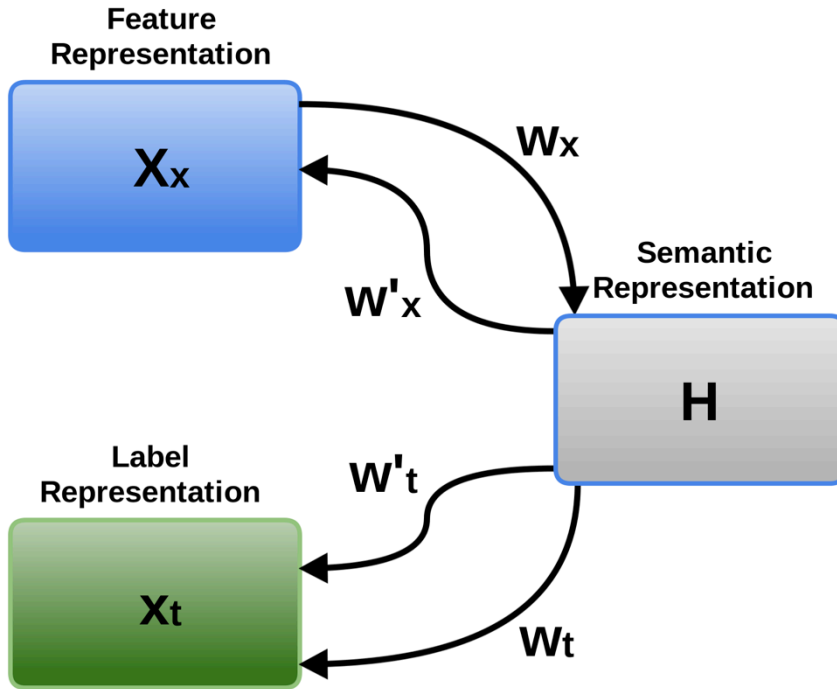 Feature
Representation
Xx
wx
w'x
Semantic
Representation
H
Label
Representation
w't
xt
wt